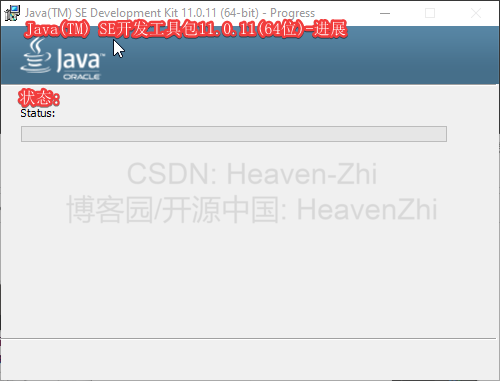 Java(TM) SE Development Kit 11.0.11 (64-bit) - Progress
Java(TM) SE开发工具包11.0.11(64位)-进展
Java
ORACLE
状态:
Status:
CSDN: Heaven-Zhi
博客园/开源中国: HeavenZhi